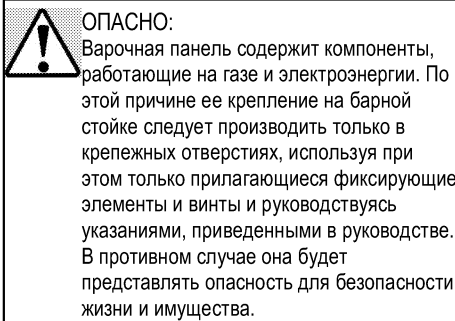 ОПАСНО:
Варочная панель содержит компоненты,
работающие на газе и электроэнергии. По
этой причине ее крепление на барной
стойке следует производить только в
крепежных отверстиях, используя при
этом только прилагающиеся фиксирующие
элементы и винты и руководствуясь
указаниями, приведенными в руководстве.
В противном случае она будет
представлять опасность для безопасности
жизни и имущества.